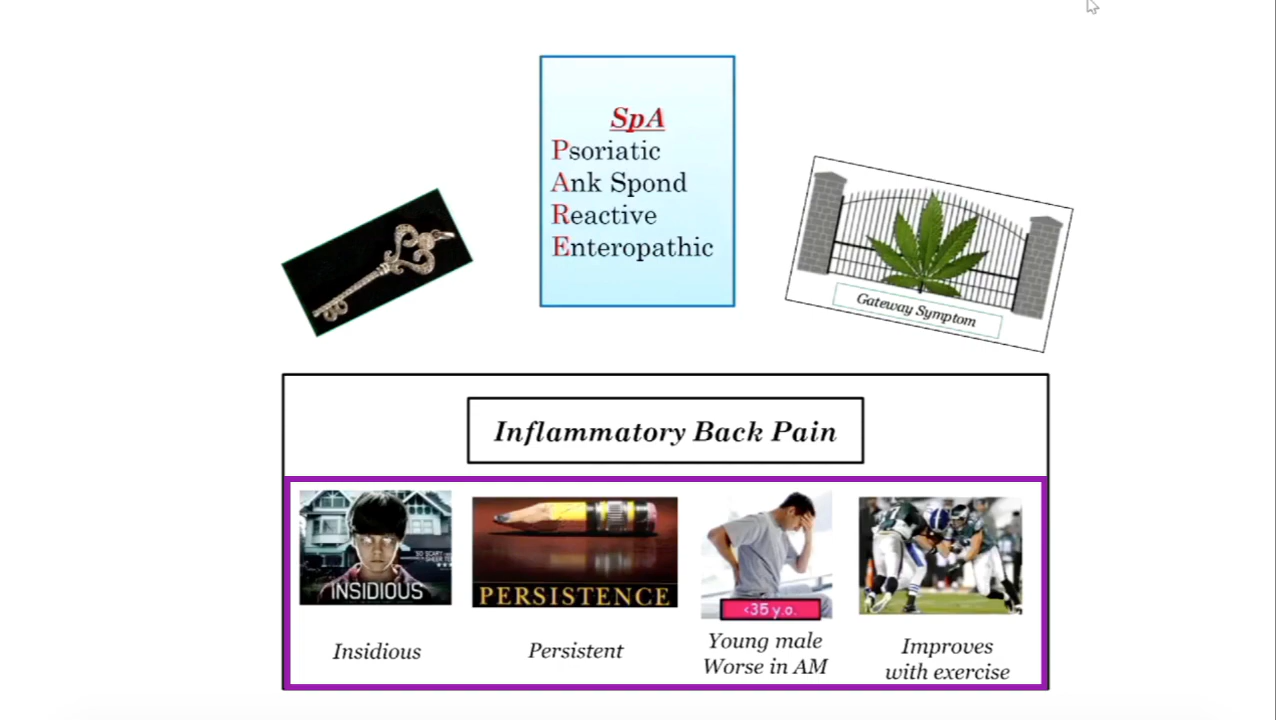 SpA
Psoriatic
Ank Spond
Reactive
Enteropathic
Gateway Symptom
Inflammatory Back Pain
INSIDIOUS
PERSISTENCE
<35 y.o.
Insidious
Persistent
Young male
Worse in AM
Improves
with exercise